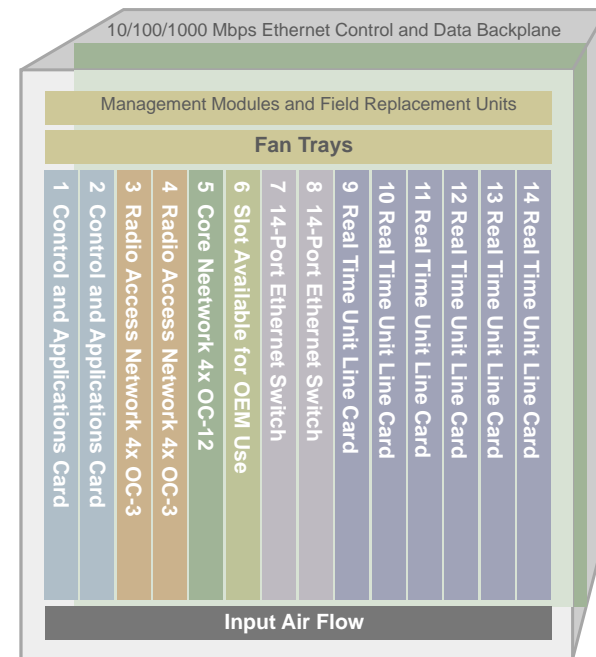 10/100/1000 Mbps Ethernet Control and Data Backplane
Management Modules and Field Replacement Units
Fan Trays
1 Control and Applications Card
2 Control and Applications Card
3 Radio Access Network 4x OC-3
4 Radio Access Network 4x OC-3
5 Core Neetwork 4x OC-12
6 Slot Available for OEM Use
7 14-Port Ethernet Switch
8 14-Port Ethernet Switch
9 Real Time Unit Line Card
10 Real Time Unit Line Card
11 Real Time Unit Line Card
12 Real Time Unit Line Card
13 Real Time Unit Line Card
14 Real Time Unit Line Card
Input Air Flow